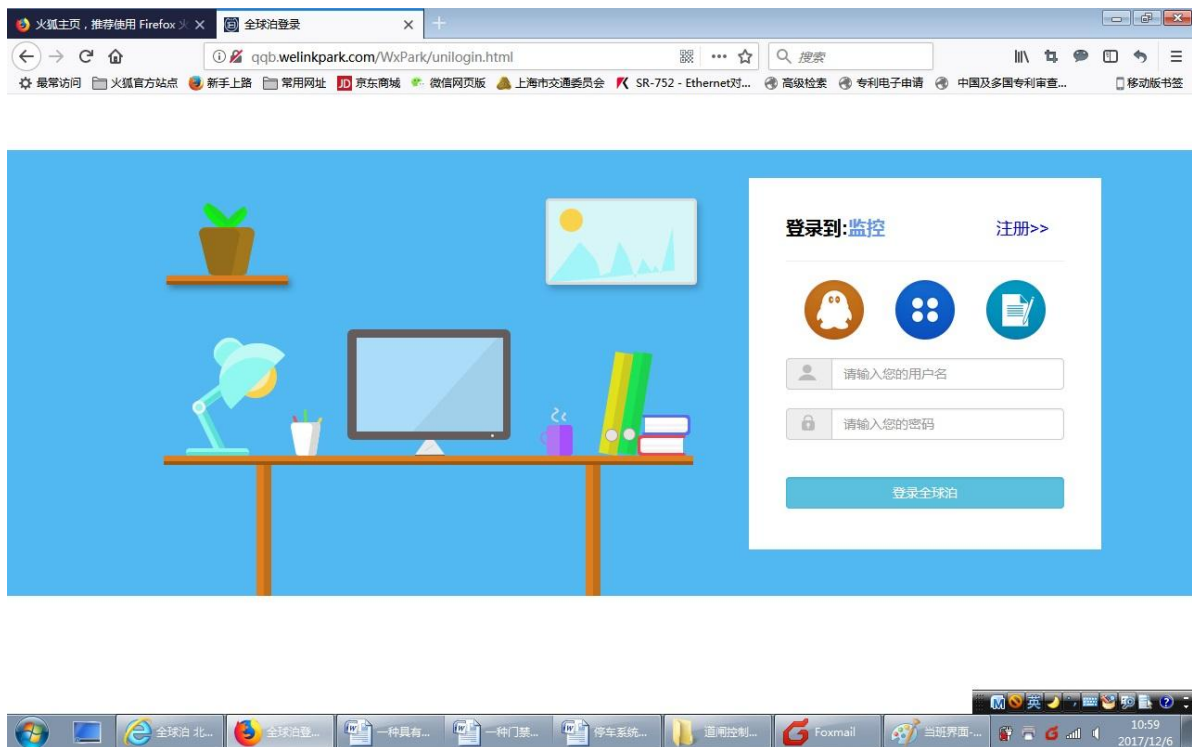 火狐主页，推荐使用 Firefox 火
全球泊登录
qqb.welinkpark.com/WxPark/unilogin.html
搜索
最常访问 火狐官方站点 新手上路 常用网址 JD 京东商城 微信网页版 上海市交通委员会 SR-752 - Ethernet对... 高级检索 专利电子申请 中国及多国专利审查... 移动版书签
登录到:监控 注册>>
请输入您的用户名
请输入您的密码
登录全球泊
英
全球泊 北... 全球泊登... 一种具有... 一种门禁... 停车系统... 道闸控制... Foxmail 当班界面-... 10:59
2017/12/6